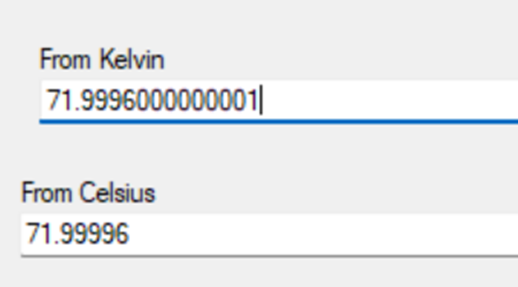 From Kelvin
71.9996000000001
From Celsius
71.99996